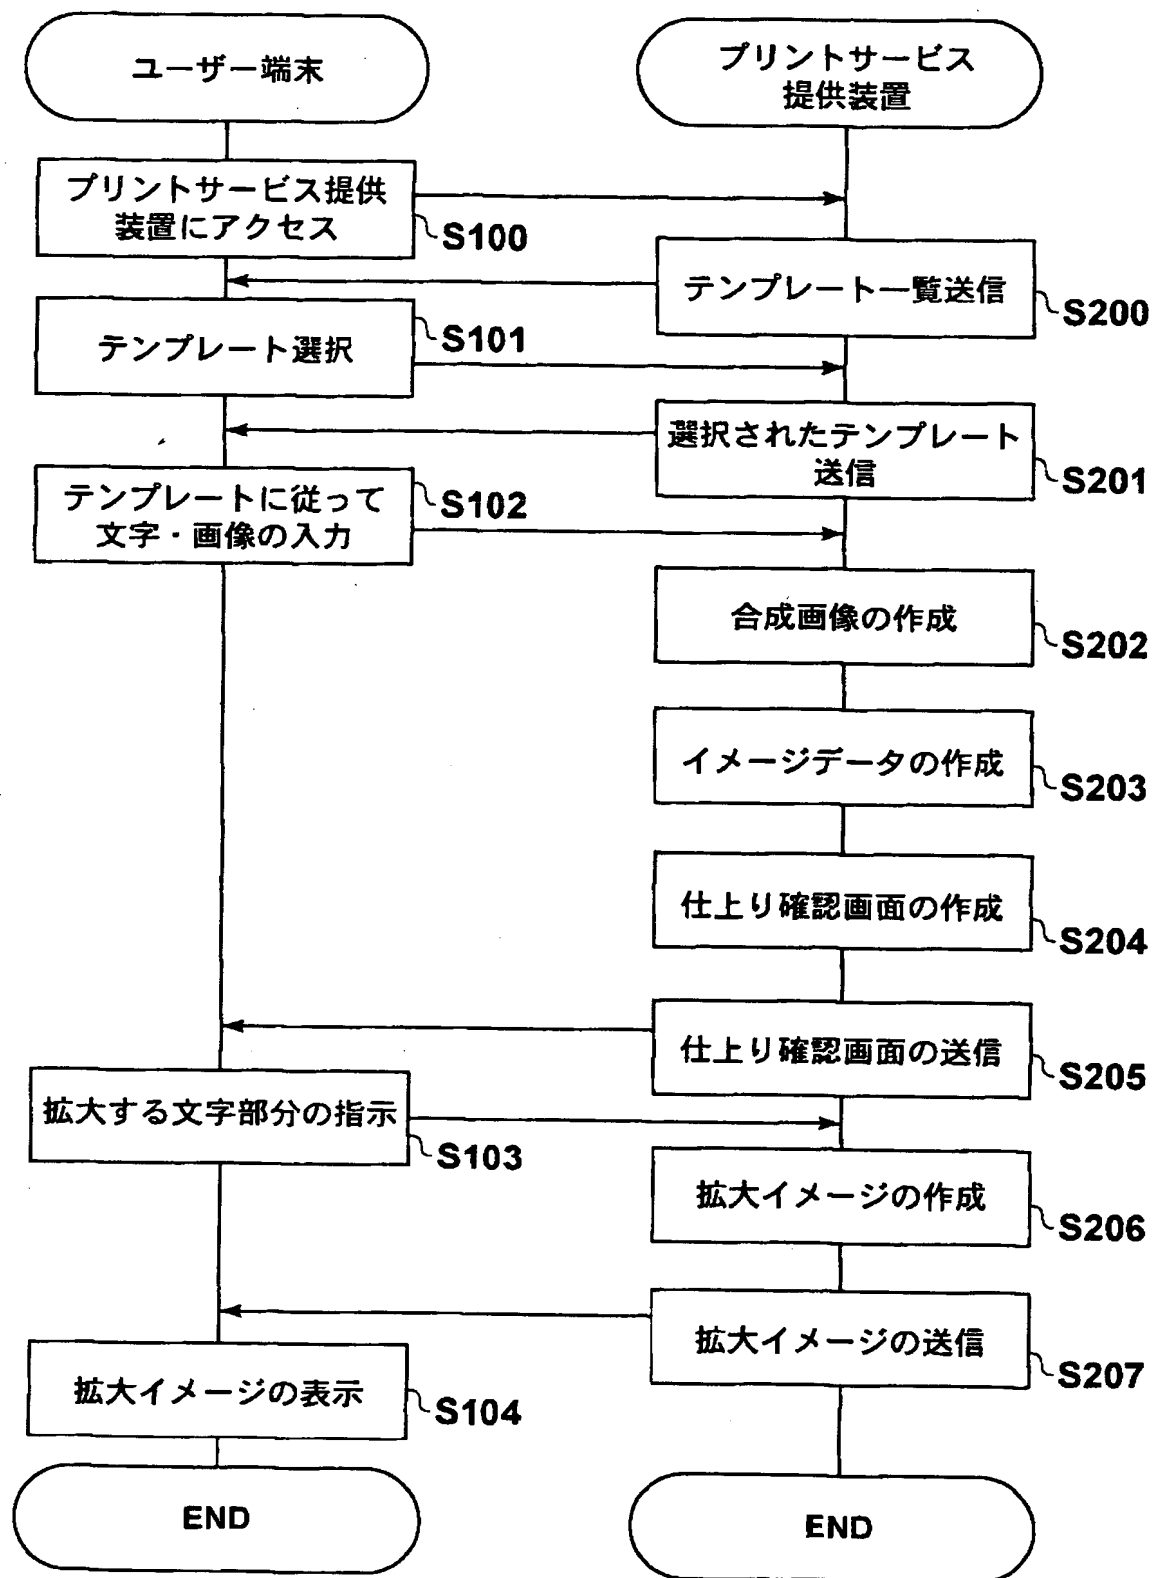 ユーザー端末
プリントサービス
提供装置
プリントサービス提供
装置にアクセス
S100
テンプレート一覧送信
S200
テンプレート選択
S101
選択されたテンプレート
送信
S201
テンプレートに従って
文字・画像の入力
S102
合成画像の作成
S202
イメージデータの作成
S203
仕上り確認画面の作成
S204
仕上り確認画面の送信
S205
拡大する文字部分の指示
S103
拡大イメージの作成
S206
拡大イメージの送信
S207
拡大イメージの表示
S104
END
END